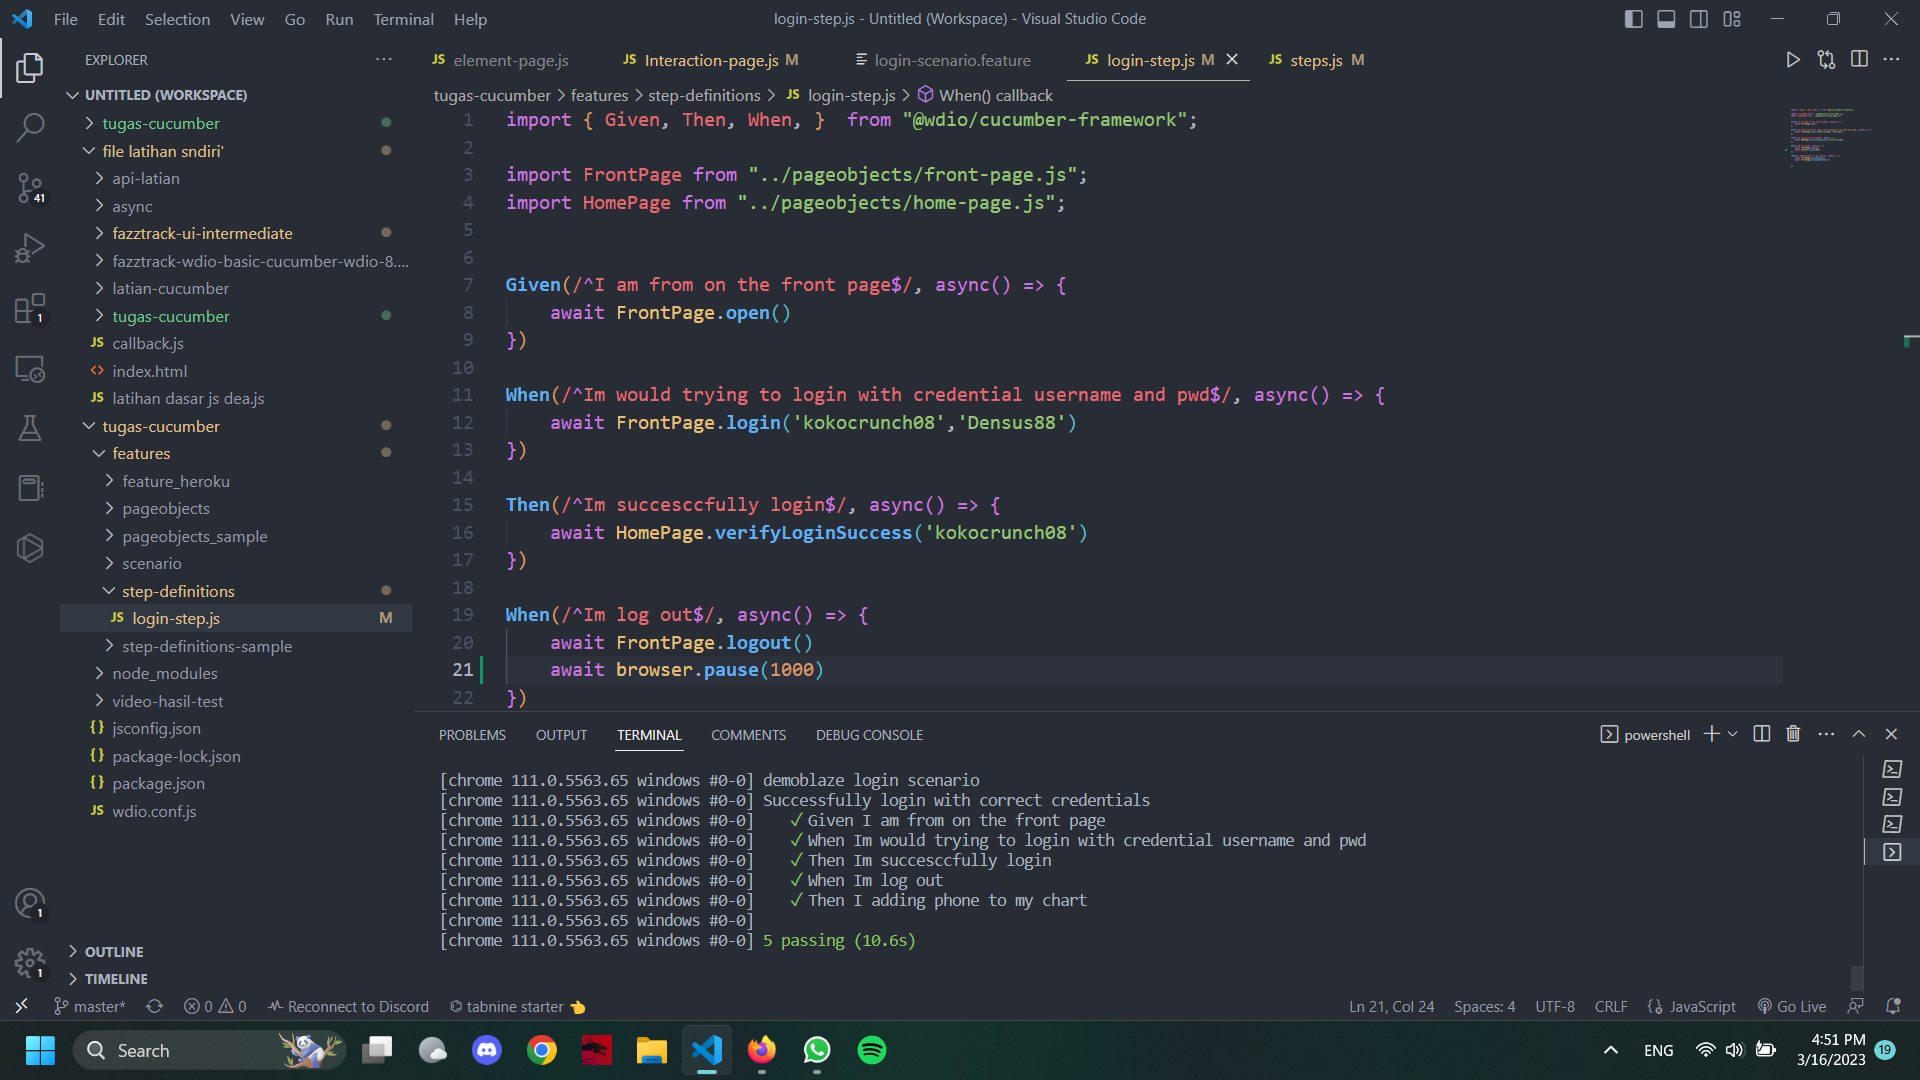 File Edit Selection View Go Run Terminal Help
login-step.js - Untitled (Workspace) - Visual Studio Code
EXPLORER
UNTITLED (WORKSPACE)
tugas-cucumber
file latihan sndiri'
api-latian
async
fazztrack-ui-intermediate
fazztrack-wdio-basic-cucumber-wdio-8....
latian-cucumber
tugas-cucumber
JS callback.js
<> index.html
JS latihan dasar js dea.js
tugas-cucumber
features
feature_heroku
pageobjects
pageobjects_sample
scenario
step-definitions
JS login-step.js M
step-definitions-sample
node_modules
video-hasil-test
{} jsconfig.json
{} package-lock.json
{} package.json
JS wdio.conf.js
OUTLINE
TIMELINE
41
1
1
1
JS element-page.js
JS Interaction-page.js M
login-scenario.feature
JS login-step.js M
JS steps.js M
tugas-cucumber > features > step-definitions > JS login-step.js > When() callback
1 import { Given, Then, When, }  from "@wdio/cucumber-framework";
2
3 import FrontPage from "../pageobjects/front-page.js";
4 import HomePage from "../pageobjects/home-page.js";
5
6
7 Given(/^I am from on the front page$/, async() => {
8     await FrontPage.open()
9 })
10
11 When(/^Im would trying to login with credential username and pwd$/, async() => {
12     await FrontPage.login('kokocrunch08','Densus88')
13 })
14
15 Then(/^Im succesccfully login$/, async() => {
16     await HomePage.verifyLoginSuccess('kokocrunch08')
17 })
18
19 When(/^Im log out$/, async() => {
20     await FrontPage.logout()
21     await browser.pause(1000)
22 })
PROBLEMS OUTPUT TERMINAL COMMENTS DEBUG CONSOLE
powershell
[chrome 111.0.5563.65 windows #0-0] demoblaze login scenario
[chrome 111.0.5563.65 windows #0-0] Successfully login with correct credentials
[chrome 111.0.5563.65 windows #0-0]    ✓ Given I am from on the front page
[chrome 111.0.5563.65 windows #0-0]    ✓ When Im would trying to login with credential username and pwd
[chrome 111.0.5563.65 windows #0-0]    ✓ Then Im succesccfully login
[chrome 111.0.5563.65 windows #0-0]    ✓ When Im log out
[chrome 111.0.5563.65 windows #0-0]    ✓ Then I adding phone to my chart
[chrome 111.0.5563.65 windows #0-0]
[chrome 111.0.5563.65 windows #0-0] 5 passing (10.6s)
master* 0 0 Reconnect to Discord tabnine starter
Ln 21, Col 24 Spaces: 4 UTF-8 CRLF {} JavaScript Go Live
Search
ENG
4:51 PM
3/16/2023
19